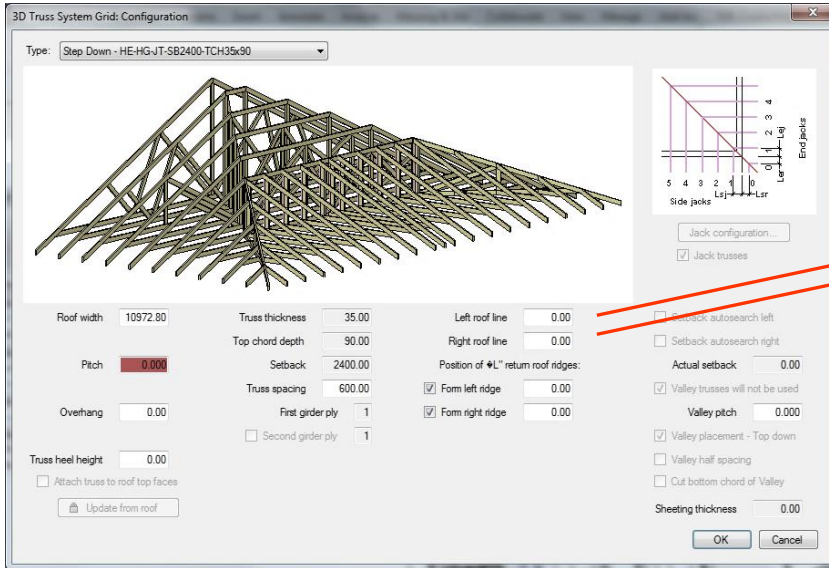 3D Truss System Grid: Configuration
Type: Step Down - HE-HG-JT-SB2400-TCH35x90
4
3
2
1
0
Lej
Ler
End jacks
5 4 3 2 1 0
Lsj Lsr
Side jacks
Jack configuration...
Jack trusses
Roof width 10972.80 Truss thickness 35.00 Left roof line 0.00 Setback autosearch left
Top chord depth 90.00 Right roof line 0.00 Setback autosearch right
Pitch 0.000 Setback 2400.00 Position of �L" return roof ridges: Actual setback 0.00
Truss spacing 600.00 Form left ridge 0.00 Valley trusses will not be used
Overhang 0.00 First girder ply 1 Form right ridge 0.00 Valley pitch 0.000
Second girder ply 1 Valley placement - Top down
Truss heel height 0.00 Valley half spacing
Attach truss to roof top faces Cut bottom chord of Valley
Update from roof Sheeting thickness 0.00
OK Cancel